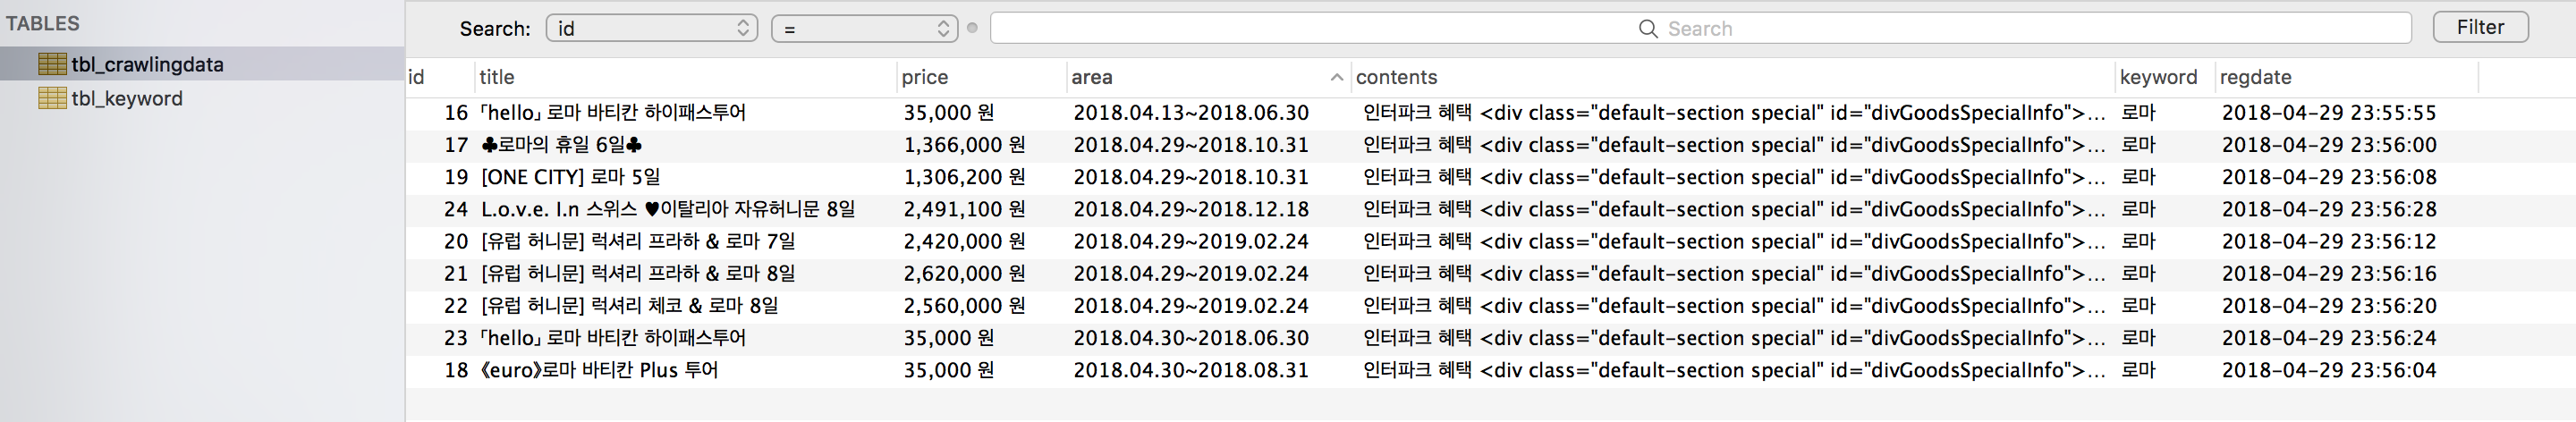 TABLES
tbl_crawlingdata
tbl_keyword
Search: id = Search Filter
id title price area contents keyword regdate
16 「hello」 로마 바티칸 하이패스투어 35,000 원 2018.04.13~2018.06.30 인터파크 혜택 <div class="default-section special" id="divGoodsSpecialInfo">... 로마 2018-04-29 23:55:55
17 ♣로마의 휴일 6일♣ 1,366,000 원 2018.04.29~2018.10.31 인터파크 혜택 <div class="default-section special" id="divGoodsSpecialInfo">... 로마 2018-04-29 23:56:00
19 [ONE CITY] 로마 5일 1,306,200 원 2018.04.29~2018.10.31 인터파크 혜택 <div class="default-section special" id="divGoodsSpecialInfo">... 로마 2018-04-29 23:56:08
24 L.o.v.e. I.n 스위스 ♥이탈리아 자유허니문 8일 2,491,100 원 2018.04.29~2018.12.18 인터파크 혜택 <div class="default-section special" id="divGoodsSpecialInfo">... 로마 2018-04-29 23:56:28
20 [유럽 허니문] 럭셔리 프라하 & 로마 7일 2,420,000 원 2018.04.29~2019.02.24 인터파크 혜택 <div class="default-section special" id="divGoodsSpecialInfo">... 로마 2018-04-29 23:56:12
21 [유럽 허니문] 럭셔리 프라하 & 로마 8일 2,620,000 원 2018.04.29~2019.02.24 인터파크 혜택 <div class="default-section special" id="divGoodsSpecialInfo">... 로마 2018-04-29 23:56:16
22 [유럽 허니문] 럭셔리 체코 & 로마 8일 2,560,000 원 2018.04.29~2019.02.24 인터파크 혜택 <div class="default-section special" id="divGoodsSpecialInfo">... 로마 2018-04-29 23:56:20
23 「hello」 로마 바티칸 하이패스투어 35,000 원 2018.04.30~2018.06.30 인터파크 혜택 <div class="default-section special" id="divGoodsSpecialInfo">... 로마 2018-04-29 23:56:24
18 《euro》로마 바티칸 Plus 투어 35,000 원 2018.04.30~2018.08.31 인터파크 혜택 <div class="default-section special" id="divGoodsSpecialInfo">... 로마 2018-04-29 23:56:04